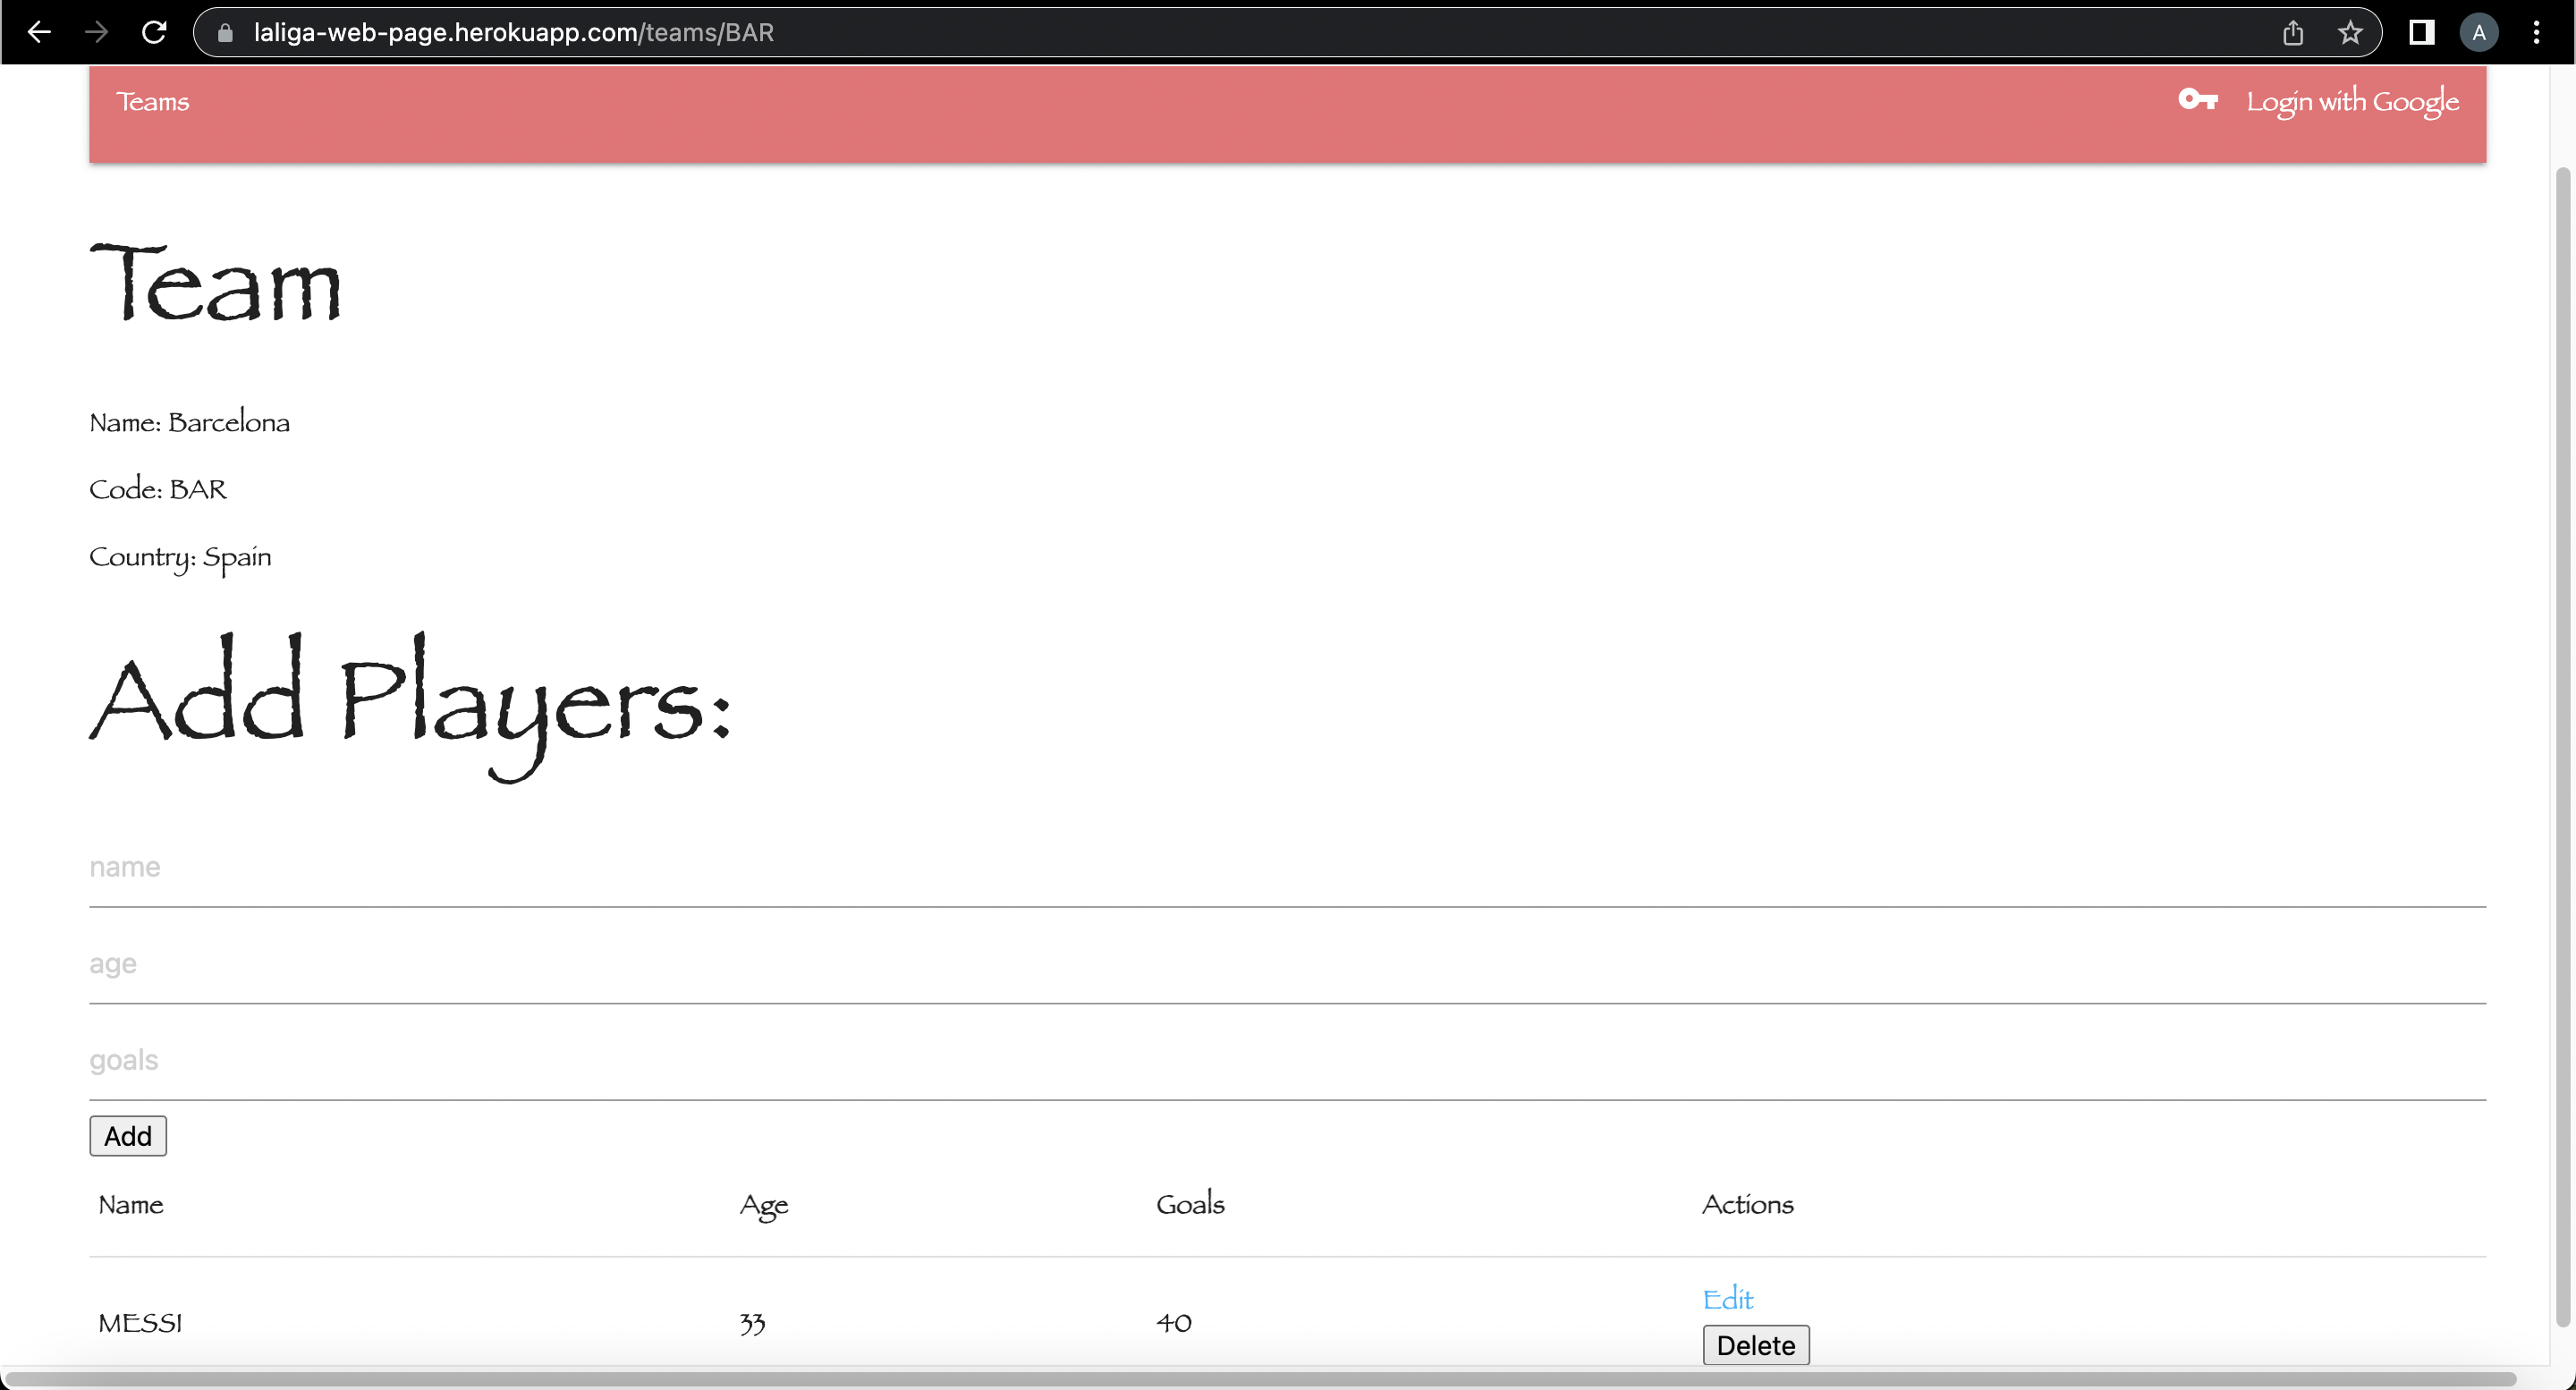 laliga-web-page.herokuapp.com/teams/BAR
A
Teams
Login with Google
Team
Name: Barcelona
Code: BAR
Country: Spain
Add Players:
name
age
goals
Add
Name Age Goals Actions
Edit
MESSI 33 40
Delete